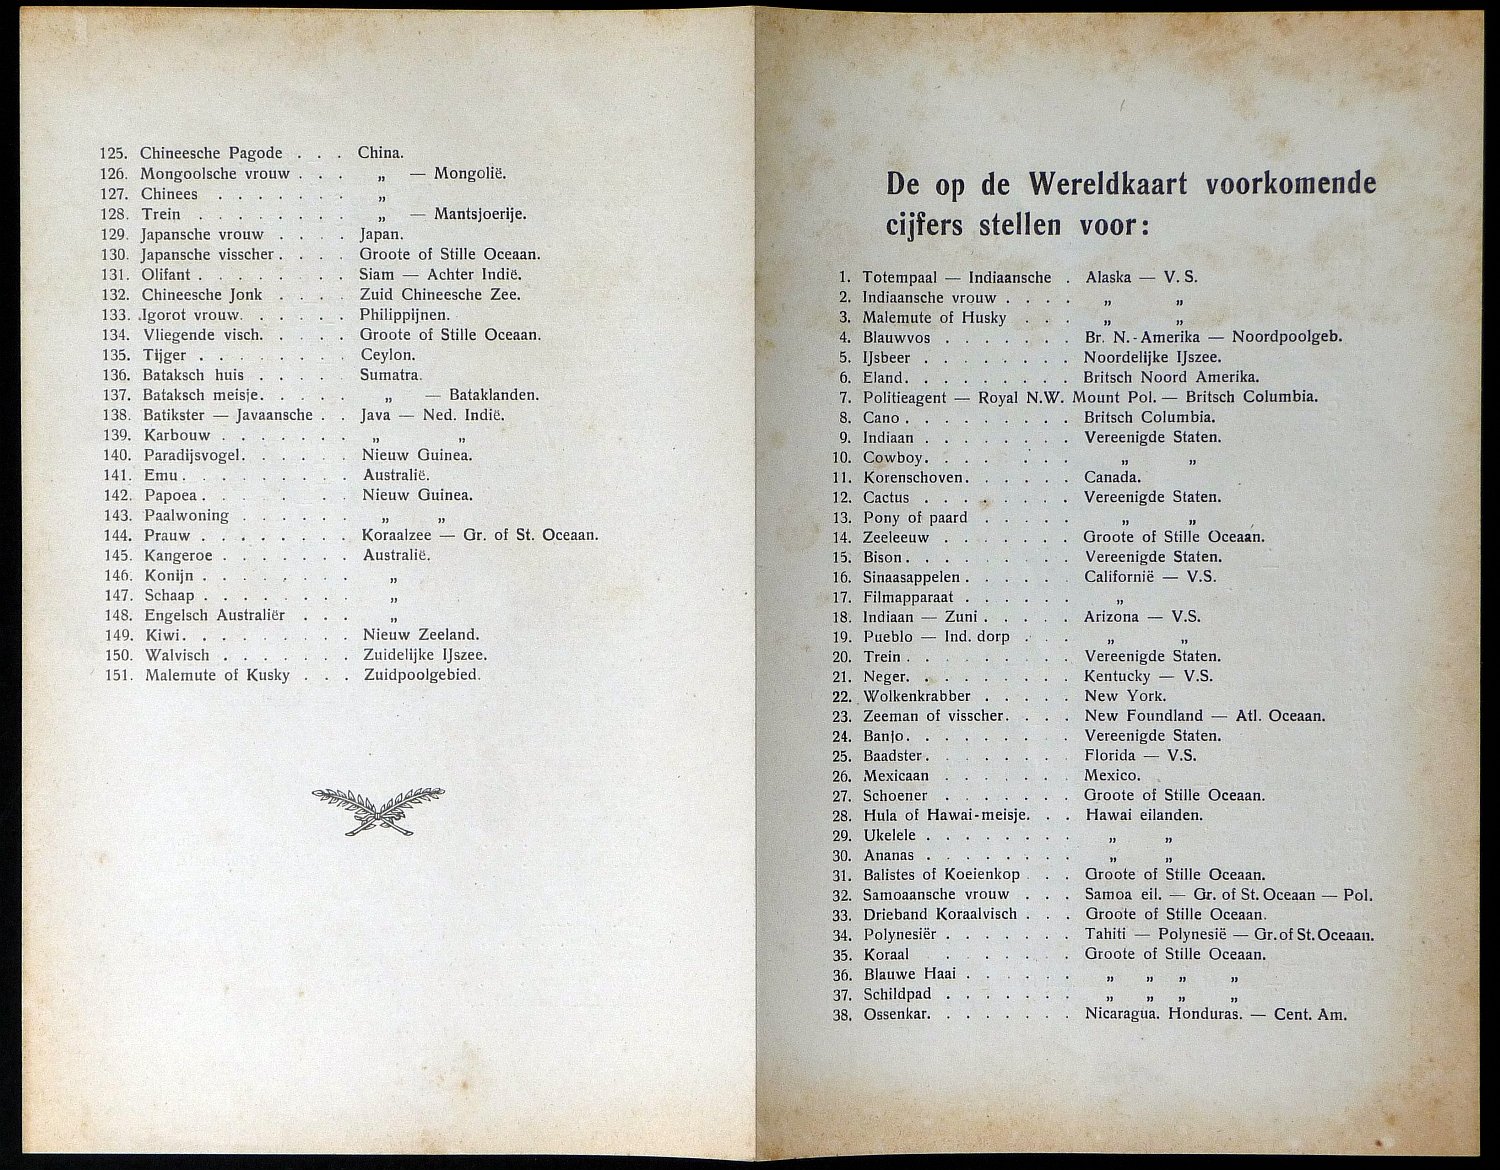 125. Chineesche Pagode . . . China.
126. Mongoolsche vrouw . . . „ — Mongolië.
127. Chinees . . . . . . . „
128. Trein . . . . . . . . „ — Mantsjoerije.
129. Japansche vrouw . . . . Japan.
130. Japansche visscher . . . . Groote of Stille Oceaan.
131. Olifant . . . . . . . . Siam — Achter Indië.
132. Chineesche Jonk . . . . Zuid Chineesche Zee.
133. Igorot vrouw. . . . . . Philippijnen.
134. Vliegende visch. . . . . Groote of Stille Oceaan.
135. Tijger . . . . . . . . Ceylon.
136. Bataksch huis . . . . . Sumatra.
137. Bataksch meisje. . . . . „ — Bataklanden.
138. Batikster — Javaansche . . Java — Ned. Indië.
139. Karbouw . . . . . . . „ „
140. Paradijsvogel. . . . . . Nieuw Guinea.
141. Emu . . . . . . . . . Australië.
142. Papoea . . . . . . . . Nieuw Guinea.
143. Paalwoning . . . . . . „ „
144. Prauw . . . . . . . . Koraalzee — Gr. of St. Oceaan.
145. Kangeroe . . . . . . . Australië.
146. Konijn . . . . . . . . „
147. Schaap . . . . . . . . „
148. Engelsch Australiër . . . „
149. Kiwi. . . . . . . . . Nieuw Zeeland.
150. Walvisch . . . . . . . Zuidelijke IJszee.
151. Malemute of Kusky . . . Zuidpoolgebied.
De op de Wereldkaart voorkomende
cijfers stellen voor:
1. Totempaal — Indiaansche . Alaska — V. S.
2. Indiaansche vrouw . . . . „ „
3. Malemute of Husky . . . „ „
4. Blauwvos . . . . . . . Br. N.-Amerika — Noordpoolgeb.
5. IJsbeer . . . . . . . . Noordelijke IJszee.
6. Eland. . . . . . . . . Britsch Noord Amerika.
7. Politieagent — Royal N.W. Mount Pol. — Britsch Columbia.
8. Cano . . . . . . . . . Britsch Columbia.
9. Indiaan . . . . . . . . Vereenigde Staten.
10. Cowboy. . . . . . . . „ „
11. Korenschoven. . . . . . Canada.
12. Cactus . . . . . . . . Vereenigde Staten.
13. Pony of paard . . . . . „ „
14. Zeeleeuw . . . . . . . Groote of Stille Oceaan.
15. Bison. . . . . . . . . Vereenigde Staten.
16. Sinaasappelen . . . . . . Californië — V.S.
17. Filmapparaat . . . . . . „
18. Indiaan — Zuni . . . . . Arizona — V.S.
19. Pueblo — Ind. dorp . . . „ „
20. Trein . . . . . . . . . Vereenigde Staten.
21. Neger. . . . . . . . . Kentucky — V.S.
22. Wolkenkrabber . . . . . New York.
23. Zeeman of visscher. . . . New Foundland — Atl. Oceaan.
24. Banjo. . . . . . . . . Vereenigde Staten.
25. Baadster. . . . . . . . Florida — V.S.
26. Mexicaan . . . . . . . Mexico.
27. Schoener . . . . . . . Groote of Stille Oceaan.
28. Hula of Hawai-meisje. . . Hawai eilanden.
29. Ukelele . . . . . . . . „ „
30. Ananas . . . . . . . . „ „
31. Balistes of Koeienkop . . . Groote of Stille Oceaan.
32. Samoaansche vrouw . . . Samoa eil. — Gr. of St. Oceaan — Pol.
33. Drieband Koraalvisch . . . Groote of Stille Oceaan.
34. Polynesiër . . . . . . . Tahiti — Polynesië — Gr. of St. Oceaan.
35. Koraal . . . . . . . Groote of Stille Oceaan.
36. Blauwe Haai . . . . . . „ „ „ „
37. Schildpad . . . . . . . „ „ „ „
38. Ossenkar. . . . . . . . Nicaragua. Honduras. — Cent. Am.